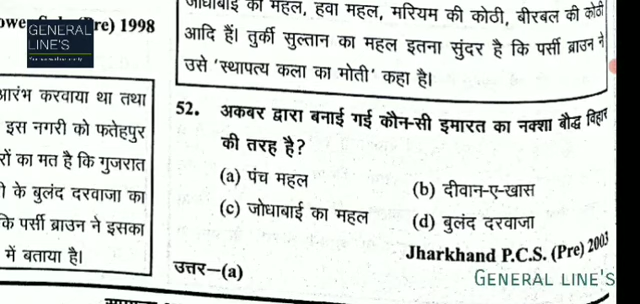 जोधाबाई का महल, हवा महल, मरियम की कोठी, बीरबल की कोठी
आदि हैं। तुर्की सुल्तान का महल इतना सुंदर है कि पर्सी ब्राउन ने
उसे 'स्थापत्य कला का मोती' कहा है।
(Pre) 1998
GENERAL
LINE'S
आरंभ करवाया था तथा
इस नगरी को फतेहपुर
का मत है कि गुजरात
के बुलंद दरवाजा का
कि पर्सी ब्राउन ने इसका
में बताया है।
52. अकबर द्वारा बनाई गई कौन-सी इमारत का नक्शा बौद्ध विहार
की तरह है?
(a) पंच महल
(b) दीवान-ए-खास
(c) जोधाबाई का महल
(d) बुलंद दरवाजा
Jharkhand P.C.S. (Pre) 2003
उत्तर–(a)
GENERAL LINE'S